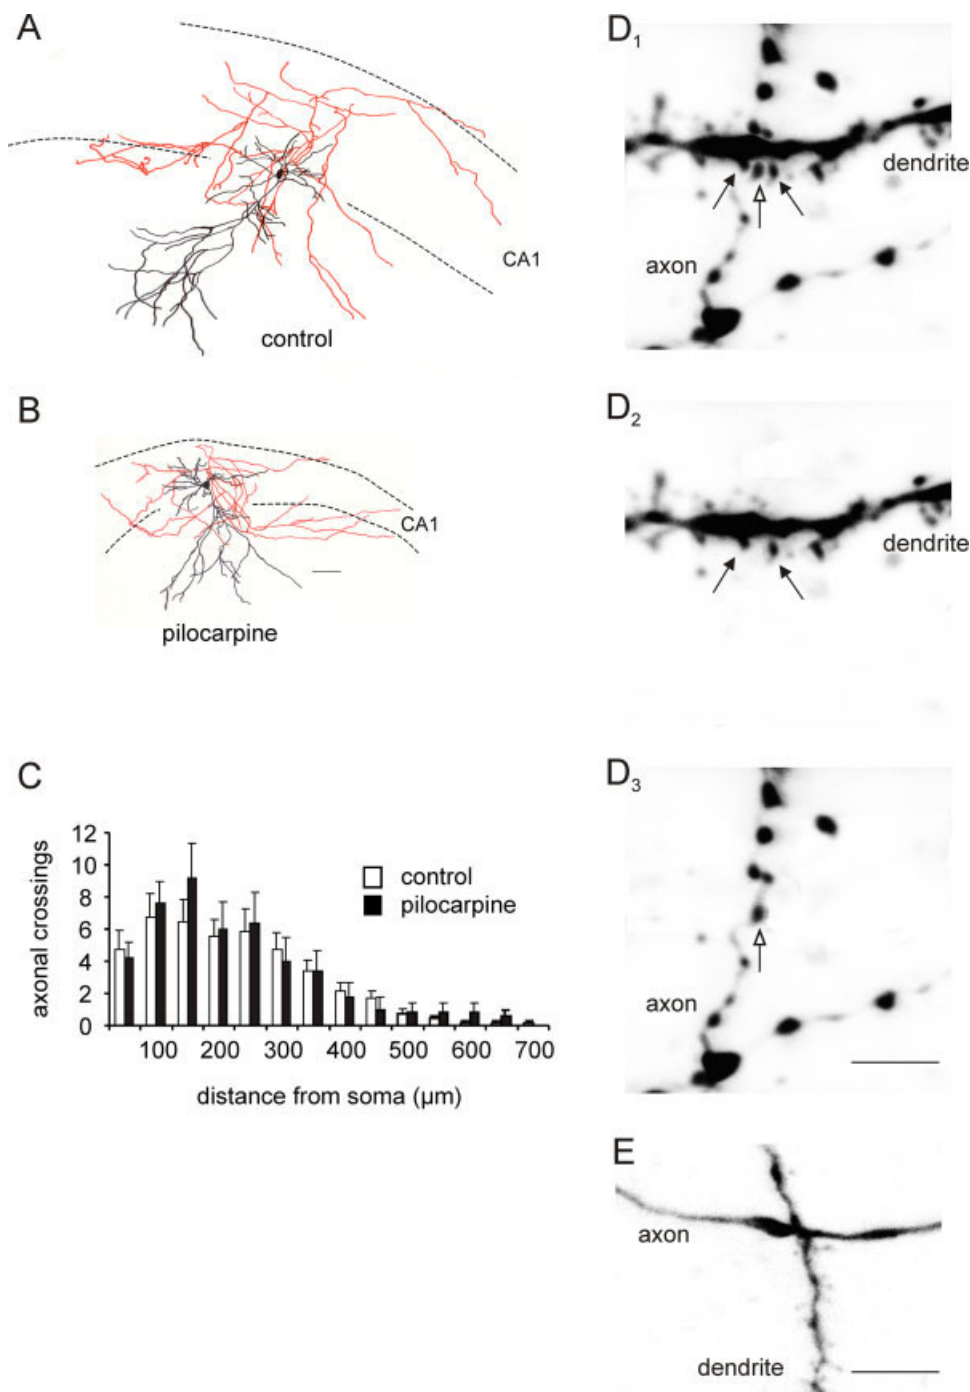 A
CA1
control
B
CA1
pilocarpine
C
axonal crossings
12
10
8
6
4
2
0
control
pilocarpine
100 200 300 400 500 600 700
distance from soma (µm)
D1
dendrite
axon
D2
dendrite
D3
axon
E
axon
dendrite